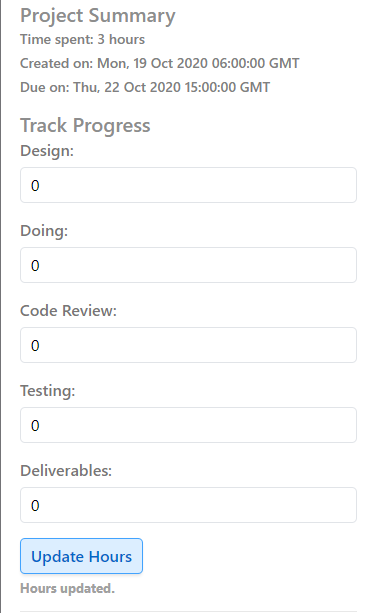 Project Summary
Time spent: 3 hours
Created on: Mon, 19 Oct 2020 06:00:00 GMT
Due on: Thu, 22 Oct 2020 15:00:00 GMT
Track Progress
Design:
0
Doing:
0
Code Review:
0
Testing:
0
Deliverables:
0
Update Hours
Hours updated.